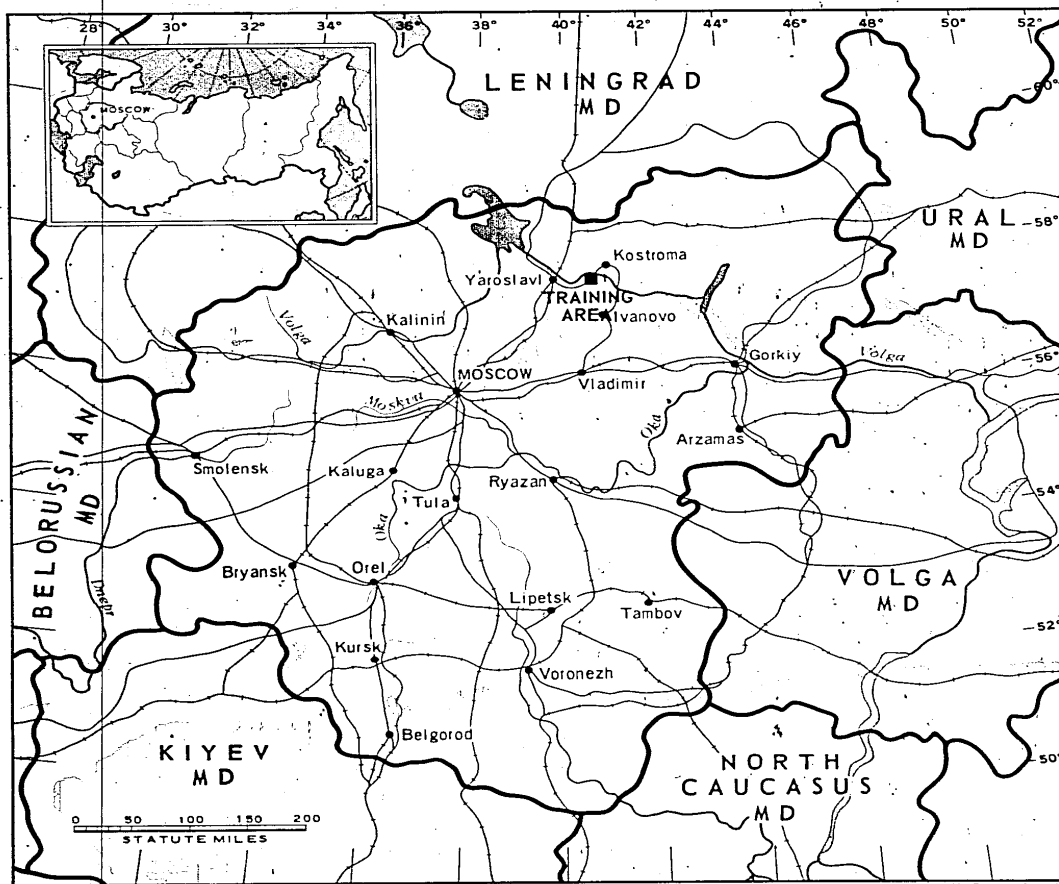 28° 30° 32° 34° 36° 38° 40° 42° 44° 46° 48° 50° 52°
MOSCOW
LENINGRAD
MD
60°
URAL
MD
58°
Kostroma
Yaroslavl
TRAINING
AREA
Ivanovo
Volga
Kalinin
Gorkiy
Volga
56°
MOSCOW
Vladimir
Moskva
Oka
Arzamas
BELORUSSIAN
MD
Smolensk
Kaluga
Ryazan
54°
Tula
Oka
Bryansk
Orel
VOLGA
MD
Dnepr
Lipetsk
Tambov
52°
Kursk
Voronezh
Belgorod
KIYEV
MD
NORTH
CAUCASUS
MD
50°
0 50 100 150 200
STATUTE MILES